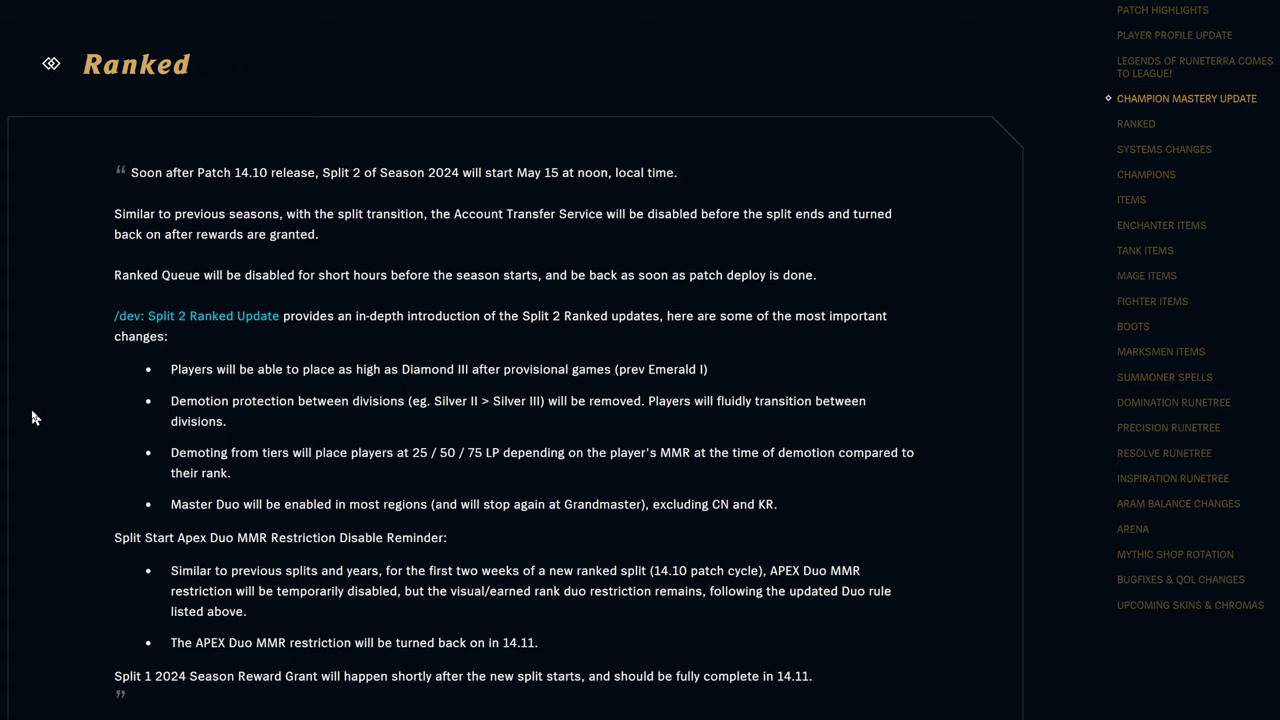 Ranked
“ Soon after Patch 14.10 release, Split 2 of Season 2024 will start May 15 at noon, local time.
Similar to previous seasons, with the split transition, the Account Transfer Service will be disabled before the split ends and turned
back on after rewards are granted.
Ranked Queue will be disabled for short hours before the season starts, and be back as soon as patch deploy is done.
/dev: Split 2 Ranked Update provides an in-depth introduction of the Split 2 Ranked updates, here are some of the most important
changes:
• Players will be able to place as high as Diamond III after provisional games (prev Emerald I)
• Demotion protection between divisions (eg. Silver II > Silver III) will be removed. Players will fluidly transition between
divisions.
• Demoting from tiers will place players at 25 / 50 / 75 LP depending on the player's MMR at the time of demotion compared to
their rank.
• Master Duo will be enabled in most regions (and will stop again at Grandmaster), excluding CN and KR.
Split Start Apex Duo MMR Restriction Disable Reminder:
• Similar to previous splits and years, for the first two weeks of a new ranked split (14.10 patch cycle), APEX Duo MMR
restriction will be temporarily disabled, but the visual/earned rank duo restriction remains, following the updated Duo rule
listed above.
• The APEX Duo MMR restriction will be turned back on in 14.11.
Split 1 2024 Season Reward Grant will happen shortly after the new split starts, and should be fully complete in 14.11.
”
PATCH HIGHLIGHTS
PLAYER PROFILE UPDATE
LEGENDS OF RUNETERRA COMES
TO LEAGUE!
CHAMPION MASTERY UPDATE
RANKED
SYSTEMS CHANGES
CHAMPIONS
ITEMS
ENCHANTER ITEMS
TANK ITEMS
MAGE ITEMS
FIGHTER ITEMS
BOOTS
MARKSMEN ITEMS
SUMMONER SPELLS
DOMINATION RUNETREE
PRECISION RUNETREE
RESOLVE RUNETREE
INSPIRATION RUNETREE
ARAM BALANCE CHANGES
ARENA
MYTHIC SHOP ROTATION
BUGFIXES & QOL CHANGES
UPCOMING SKINS & CHROMAS